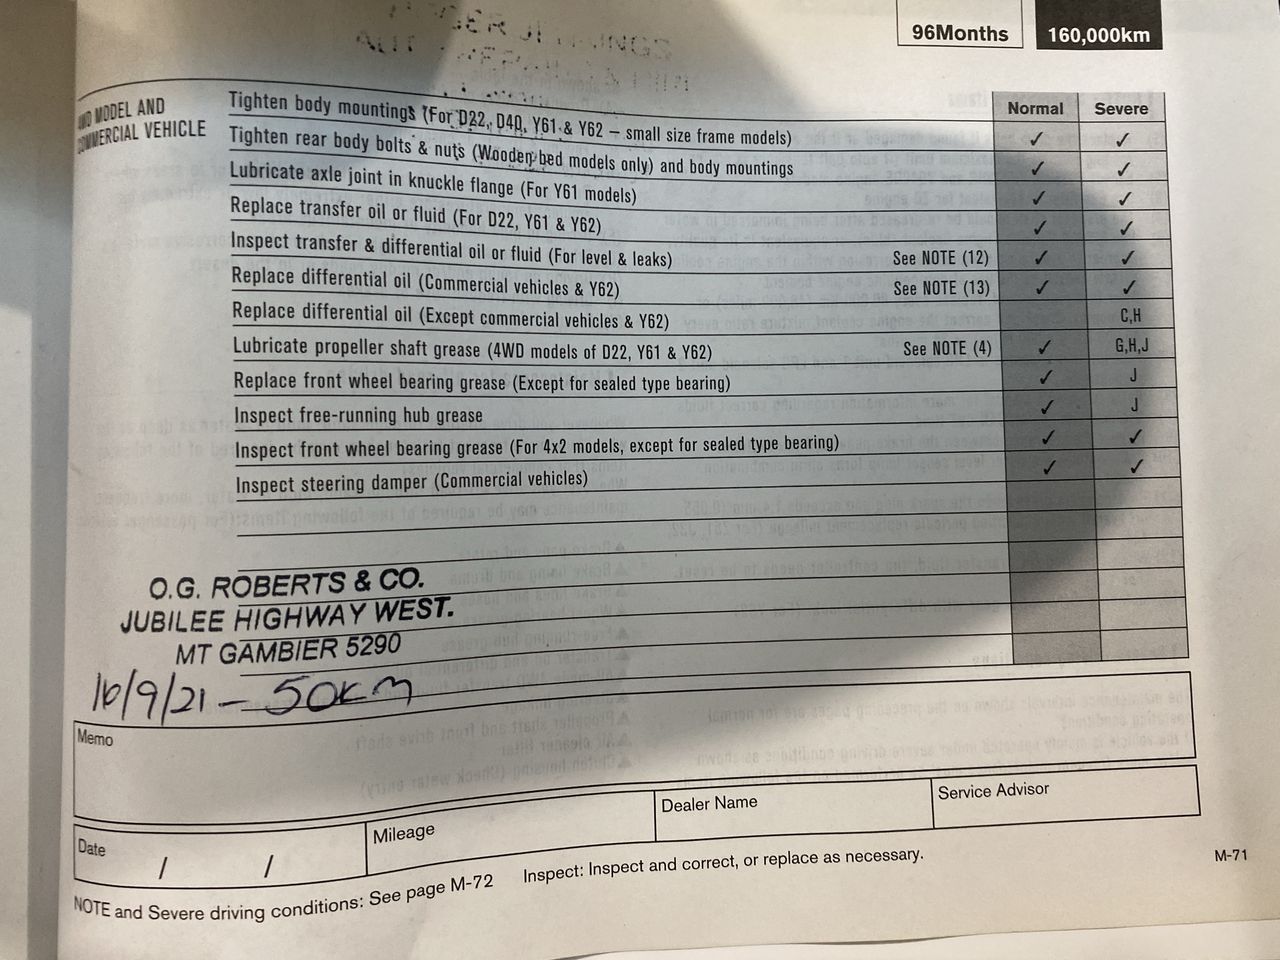 96Months 160,000km
4WD MODEL AND
COMMERCIAL VEHICLE
Normal Severe
Tighten body mountings (For D22, D40, Y61 & Y62 – small size frame models) ✓ ✓
Tighten rear body bolts & nuts (Wooden bed models only) and body mountings ✓ ✓
Lubricate axle joint in knuckle flange (For Y61 models) ✓ ✓
Replace transfer oil or fluid (For D22, Y61 & Y62) ✓ ✓
Inspect transfer & differential oil or fluid (For level & leaks) See NOTE (12) ✓ ✓
Replace differential oil (Commercial vehicles & Y62) See NOTE (13) ✓ ✓
Replace differential oil (Except commercial vehicles & Y62) C,H
Lubricate propeller shaft grease (4WD models of D22, Y61 & Y62) See NOTE (4) ✓ G,H,J
Replace front wheel bearing grease (Except for sealed type bearing) ✓ J
Inspect free-running hub grease ✓ J
Inspect front wheel bearing grease (For 4x2 models, except for sealed type bearing) ✓ ✓
Inspect steering damper (Commercial vehicles) ✓ ✓
O.G. ROBERTS & CO.
JUBILEE HIGHWAY WEST.
MT GAMBIER 5290
16/9/21 – 50KM
Memo
Date / / Mileage Dealer Name Service Advisor
NOTE and Severe driving conditions: See page M-72 Inspect: Inspect and correct, or replace as necessary.
M-71